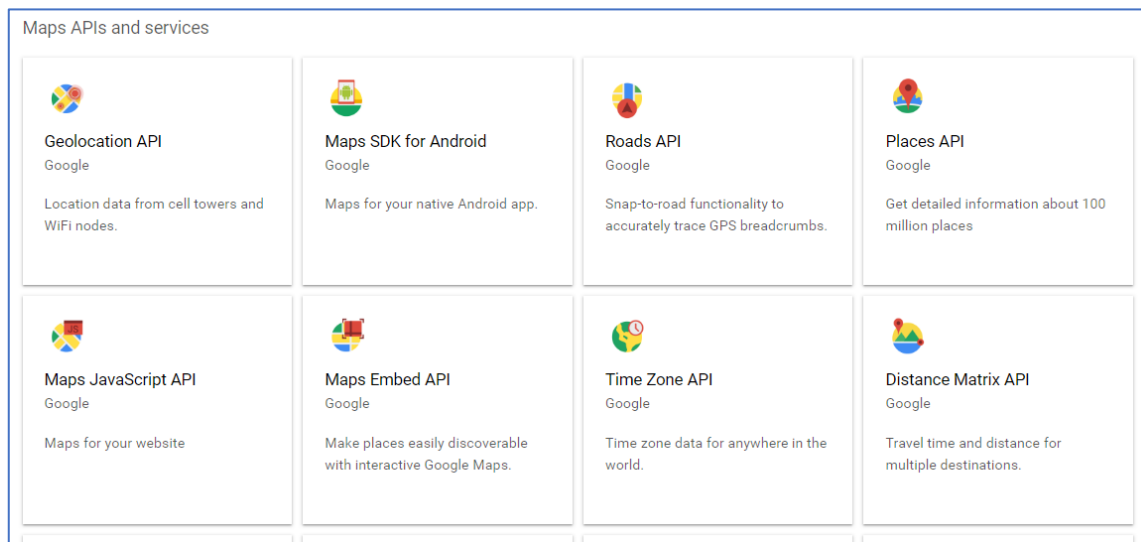 Maps APIs and services
Geolocation API
Google
Location data from cell towers and
WiFi nodes.
Maps SDK for Android
Google
Maps for your native Android app.
Roads API
Google
Snap-to-road functionality to
accurately trace GPS breadcrumbs.
Places API
Google
Get detailed information about 100
million places
JS
Maps JavaScript API
Google
Maps for your website
Maps Embed API
Google
Make places easily discoverable
with interactive Google Maps.
Time Zone API
Google
Time zone data for anywhere in the
world.
Distance Matrix API
Google
Travel time and distance for
multiple destinations.